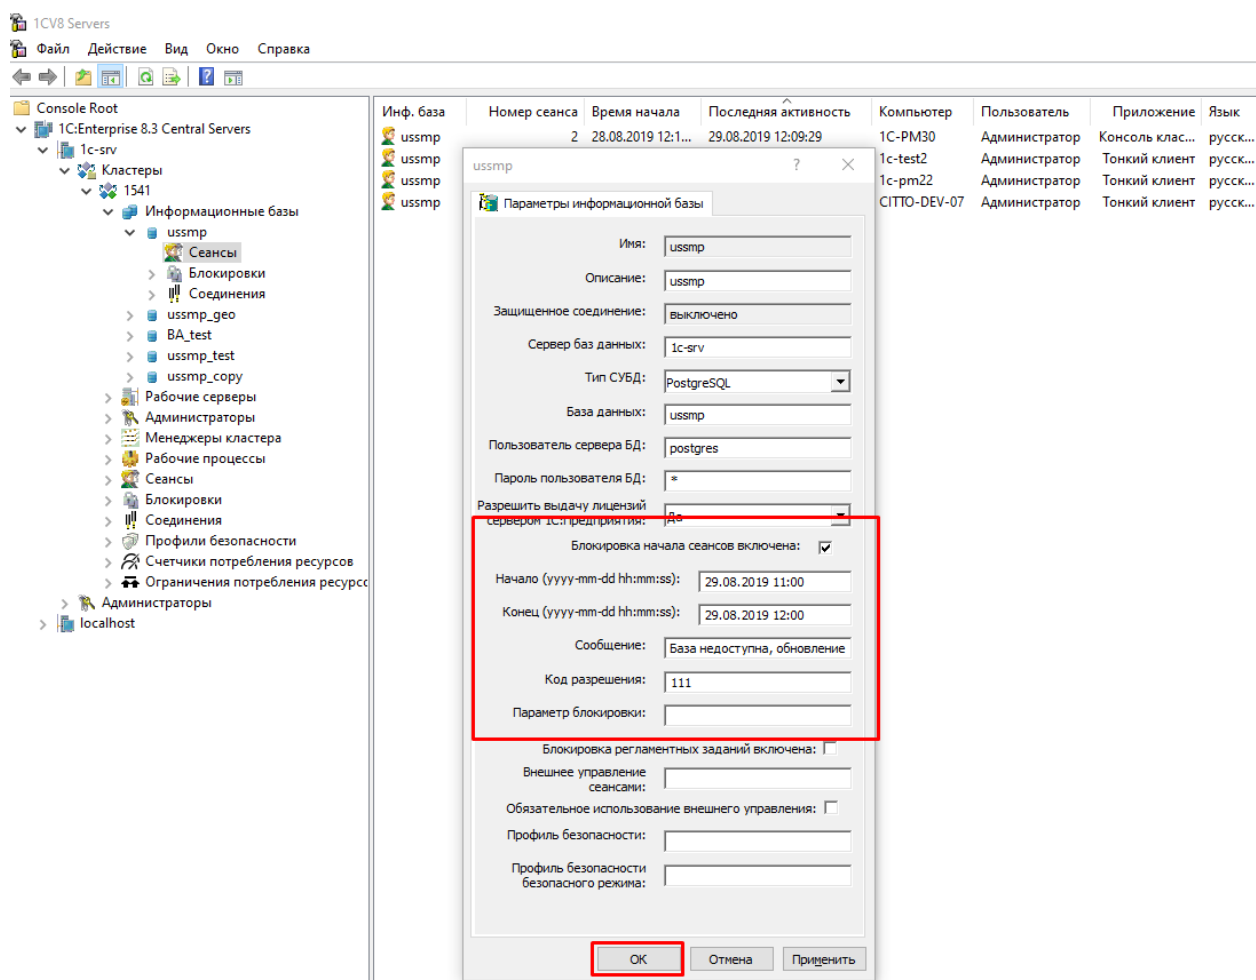 1CV8 Servers
Файл Действие Вид Окно Справка
Console Root
1C:Enterprise 8.3 Central Servers
1c-srv
Кластеры
1541
Информационные базы
ussmp
Сеансы
Блокировки
Соединения
ussmp_geo
BA_test
ussmp_test
ussmp_copy
Рабочие серверы
Администраторы
Менеджеры кластера
Рабочие процессы
Сеансы
Блокировки
Соединения
Профили безопасности
Счетчики потребления ресурсов
Ограничения потребления ресурсо
Администраторы
localhost
Инф. база Номер сеанса Время начала Последняя активность Компьютер Пользователь Приложение Язык
ussmp 2 28.08.2019 12:1... 29.08.2019 12:09:29 1C-PM30 Администратор Консоль клас... русск...
ussmp 1c-test2 Администратор Тонкий клиент русск...
ussmp 1c-pm22 Администратор Тонкий клиент русск...
ussmp CITTO-DEV-07 Администратор Тонкий клиент русск...
ussmp ?
Параметры информационной базы
Имя: ussmp
Описание: ussmp
Защищенное соединение: выключено
Сервер баз данных: 1c-srv
Тип СУБД: PostgreSQL
База данных: ussmp
Пользователь сервера БД: postgres
Пароль пользователя БД: *
Разрешить выдачу лицензий
сервером 1С:Предприятия: Да
Блокировка начала сеансов включена:
Начало (yyyy-mm-dd hh:mm:ss): 29.08.2019 11:00
Конец (yyyy-mm-dd hh:mm:ss): 29.08.2019 12:00
Сообщение: База недоступна, обновление
Код разрешения: 111
Параметр блокировки:
Блокировка регламентных заданий включена:
Внешнее управление
сеансами:
Обязательное использование внешнего управления:
Профиль безопасности:
Профиль безопасности
безопасного режима:
ОК Отмена Применить